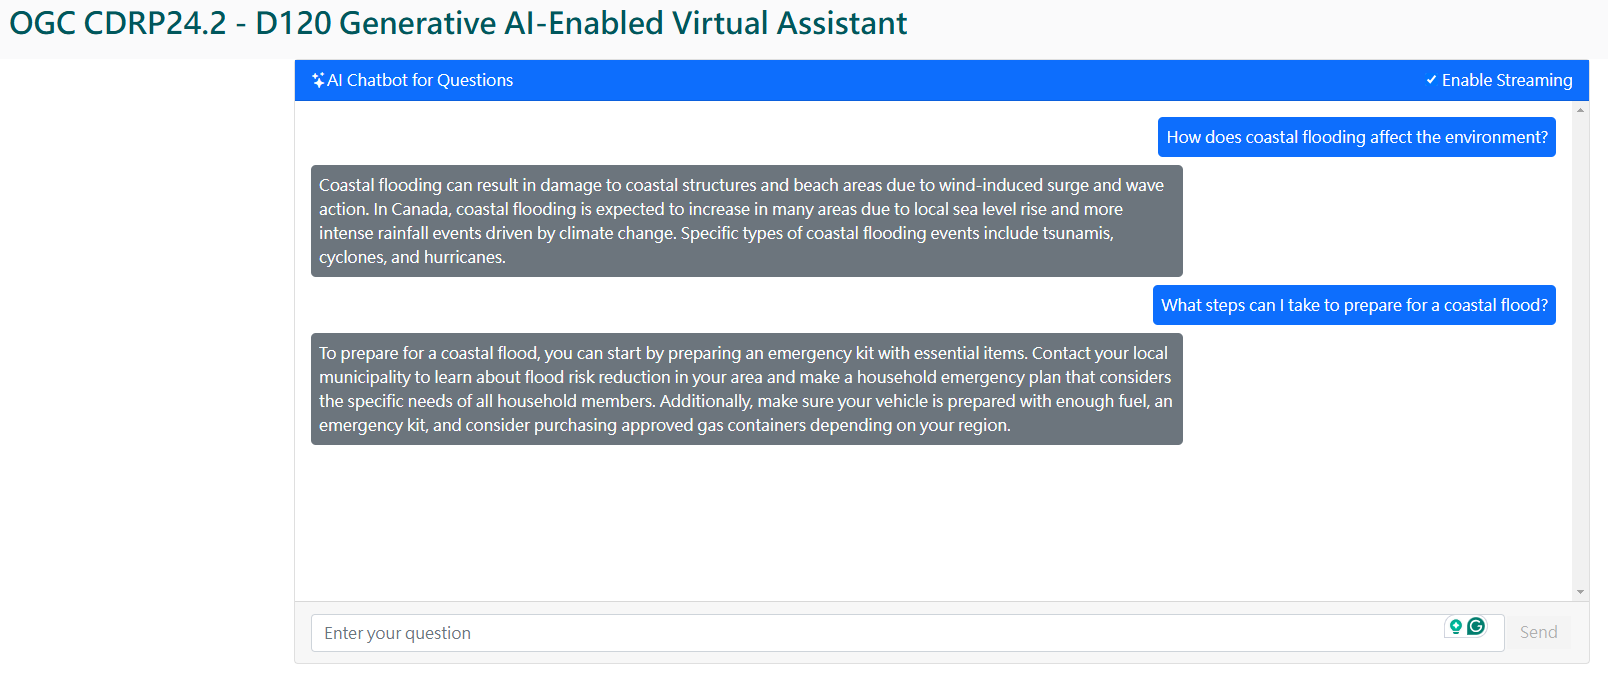 OGC CDRP24.2 - D120 Generative AI-Enabled Virtual Assistant
AI Chatbot for Questions
✓ Enable Streaming
How does coastal flooding affect the environment?
Coastal flooding can result in damage to coastal structures and beach areas due to wind-induced surge and wave
action. In Canada, coastal flooding is expected to increase in many areas due to local sea level rise and more
intense rainfall events driven by climate change. Specific types of coastal flooding events include tsunamis,
cyclones, and hurricanes.
What steps can I take to prepare for a coastal flood?
To prepare for a coastal flood, you can start by preparing an emergency kit with essential items. Contact your local
municipality to learn about flood risk reduction in your area and make a household emergency plan that considers
the specific needs of all household members. Additionally, make sure your vehicle is prepared with enough fuel, an
emergency kit, and consider purchasing approved gas containers depending on your region.
Enter your question
Send